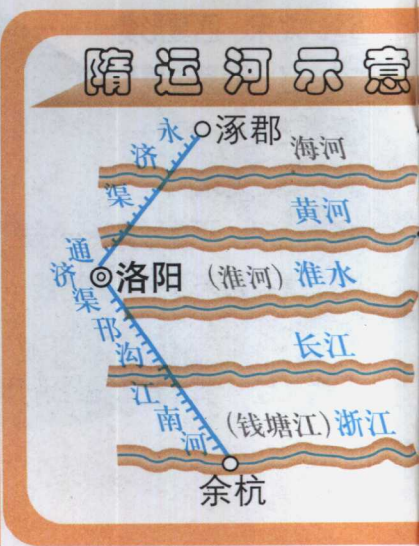 隋运河示意
涿郡
永济渠
海河
黄河
通济渠
洛阳
(淮河)淮水
邗沟
长江
江南河
(钱塘江)浙江
余杭